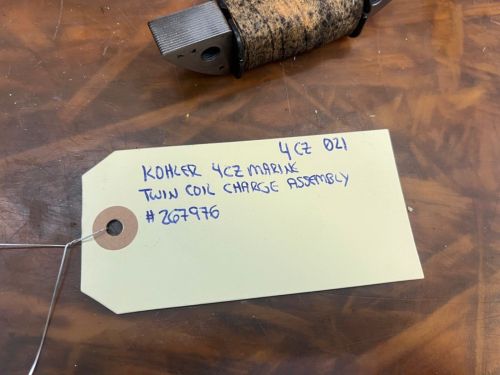 4CZ 021
KOHLER 4CZ MARINE
TWIN COIL CHARGE ASSEMBLY
#267976